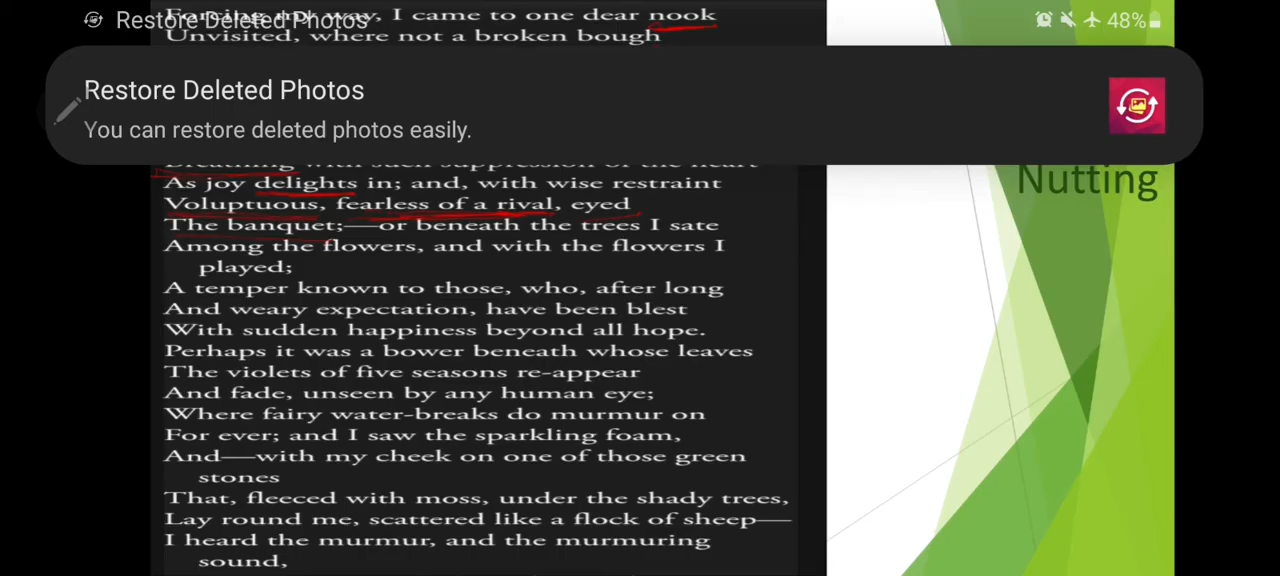 Restore Deleted Photos
48%
I came to one dear nook
Unvisited, where not a broken bough
Restore Deleted Photos
You can restore deleted photos easily.
Breathing with such suppression of the heart
As joy delights in; and, with wise restraint
Voluptuous, fearless of a rival, eyed
The banquet;—or beneath the trees I sate
Among the flowers, and with the flowers I
played;
A temper known to those, who, after long
And weary expectation, have been blest
With sudden happiness beyond all hope.
Perhaps it was a bower beneath whose leaves
The violets of five seasons re-appear
And fade, unseen by any human eye;
Where fairy water-breaks do murmur on
For ever; and I saw the sparkling foam,
And—with my cheek on one of those green
stones
That, fleeced with moss, under the shady trees,
Lay round me, scattered like a flock of sheep—
I heard the murmur, and the murmuring
sound,
Nutting